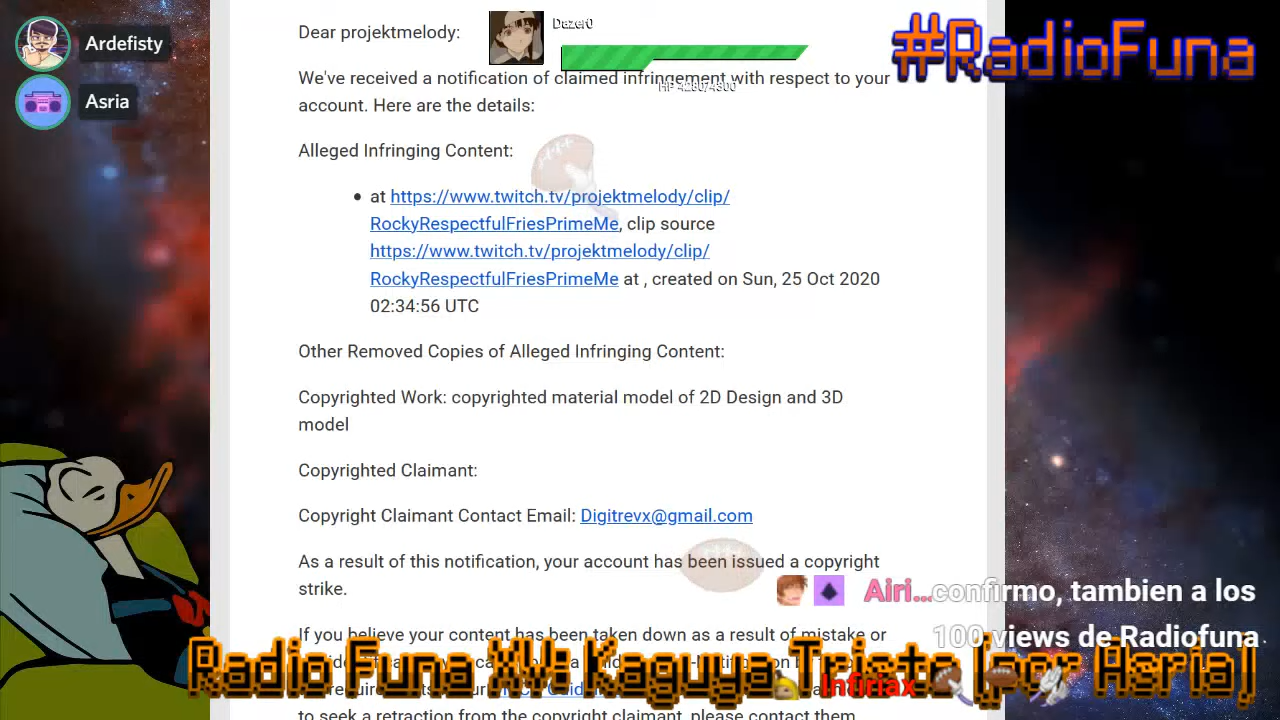 Ardefisty
Asria
#RadioFuna
Dazer0
Dear projektmelody:
We've received a notification of claimed infringement with respect to your
account. Here are the details:
Alleged Infringing Content:
• at https://www.twitch.tv/projektmelody/clip/
RockyRespectfulFriesPrimeMe, clip source
https://www.twitch.tv/projektmelody/clip/
RockyRespectfulFriesPrimeMe at , created on Sun, 25 Oct 2020
02:34:56 UTC
Other Removed Copies of Alleged Infringing Content:
Copyrighted Work: copyrighted material model of 2D Design and 3D
model
Copyrighted Claimant:
Copyright Claimant Contact Email: Digitrevx@gmail.com
As a result of this notification, your account has been issued a copyright
strike.
Airi... confirmo, tambien a los
100 views de Radiofuna
If you believe your content has been taken down as a result of mistake or
Radio Funa XV: Kaguya Triste [por Asria]
Infiriax
to seek a retraction from the copyright claimant, please contact them